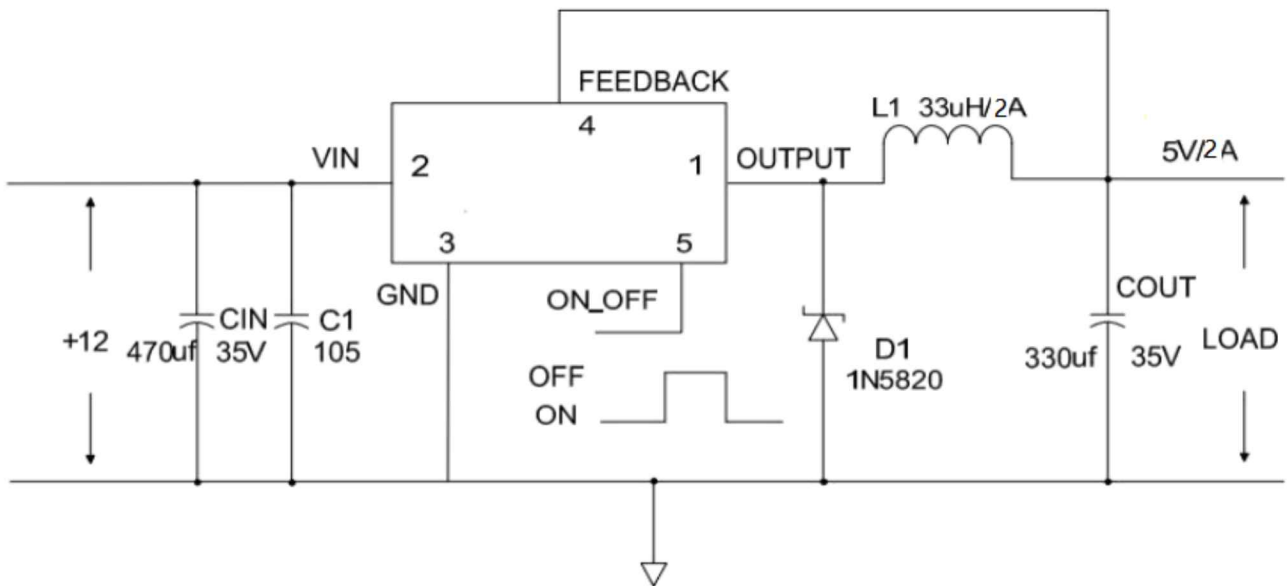 FEEDBACK
4
L1 33uH/2A
VIN
2
1
OUTPUT
5V/2A
3
5
GND
ON_OFF
COUT
+12
CIN
470uf 35V
C1
105
D1
1N5820
330uf 35V
LOAD
OFF
ON